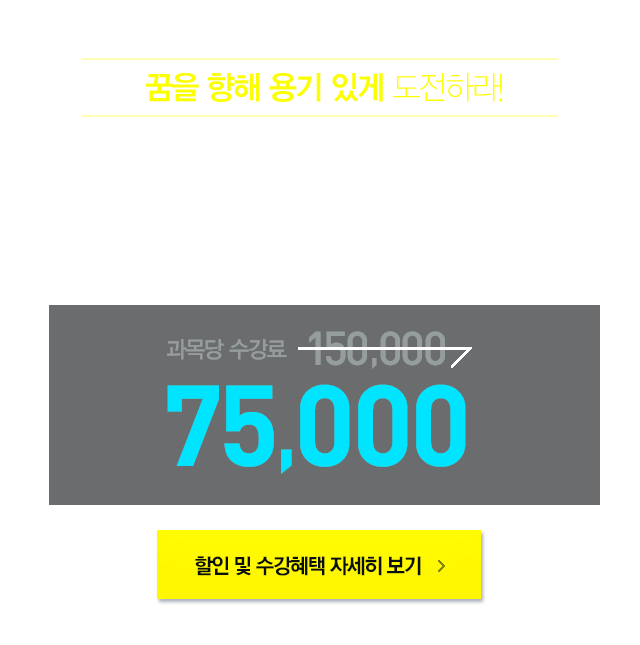 꿈을 향해 용기 있게 도전하라!
과목당 수강료 150,000
75,000
할인 및 수강혜택 자세히 보기 >